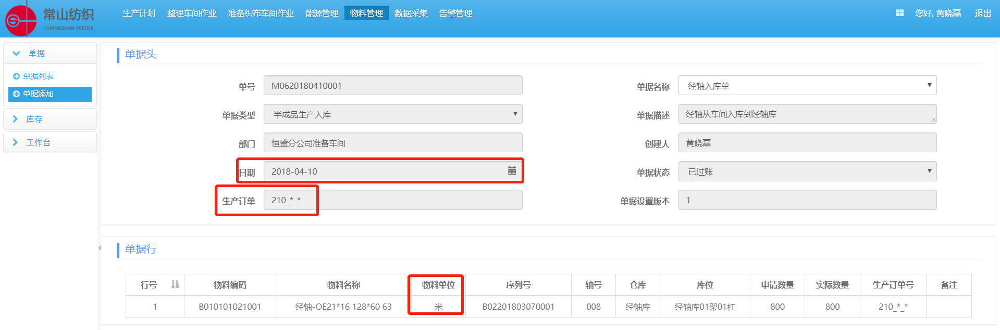 常山纺织
CHANGSHAN TEXTILE
生产计划 整理车间作业 准备织布车间作业 能源管理 物料管理 数据采集 告警管理
您好, 黄晓磊 退出
单据
单据列表
单据添加
库存
工作台
单据头
单号 M0620180410001 单据名称 经轴入库单
单据类型 半成品生产入库 单据描述 经轴从车间入库到经轴库
部门 恒盛分公司准备车间 创建人 黄晓磊
日期 2018-04-10 单据状态 已过账
生产订单 210_*_* 单据设置版本 1
单据行
行号 物料编码 物料名称 物料单位 序列号 轴号 仓库 库位 申请数量 实际数量 生产订单号 备注
1 B010101021001 经轴-OE21*16 128*60 63 米 B02201803070001 008 经轴库 经轴库01架01杠 800 800 210_*_*